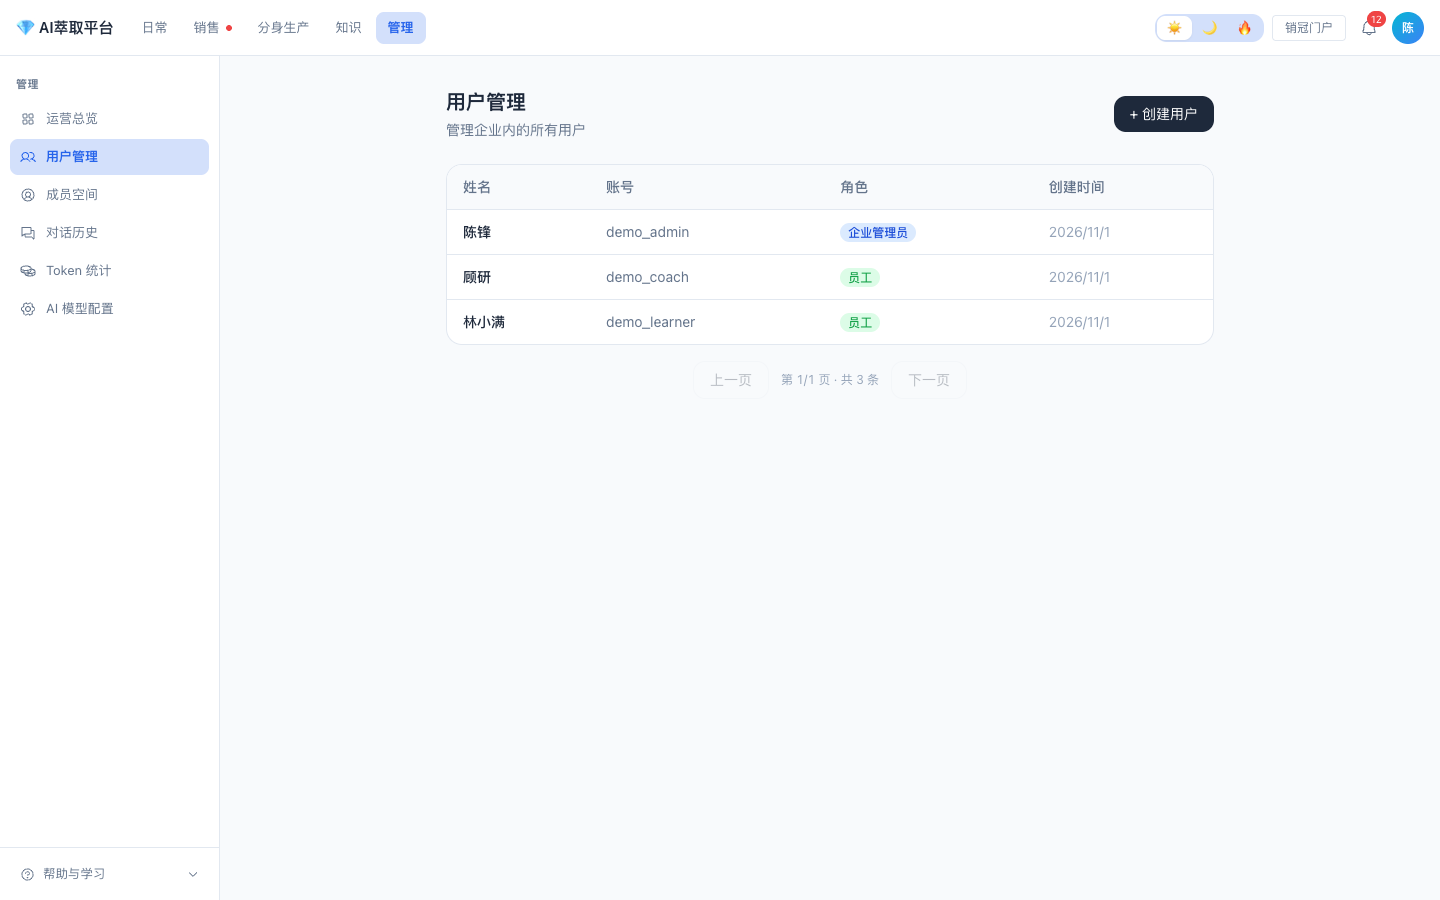 AI萃取平台 日常 销售 分身生产 知识 管理 销冠门户 12 陈
管理
运营总览
用户管理
成员空间
对话历史
Token 统计
AI 模型配置
帮助与学习
用户管理
管理企业内的所有用户
+ 创建用户
姓名 账号 角色 创建时间
陈锋 demo_admin 企业管理员 2026/11/1
顾研 demo_coach 员工 2026/11/1
林小满 demo_learner 员工 2026/11/1
上一页 第 1/1 页 · 共 3 条 下一页